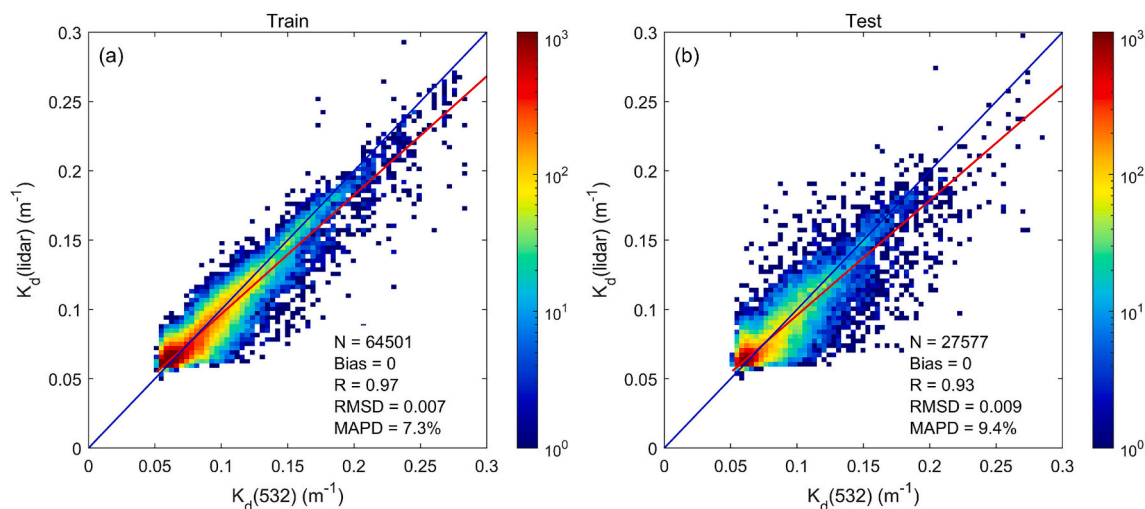 Train
(a)
0.3
0.25
0.2
0.15
0.1
0.05
0
K_d(lidar) (m⁻¹)
0 0.05 0.1 0.15 0.2 0.25 0.3
K_d(532) (m⁻¹)
N = 64501
Bias = 0
R = 0.97
RMSD = 0.007
MAPD = 7.3%
10³
10²
10¹
10⁰
Test
(b)
0.3
0.25
0.2
0.15
0.1
0.05
0
K_d(lidar) (m⁻¹)
0 0.05 0.1 0.15 0.2 0.25 0.3
K_d(532) (m⁻¹)
N = 27577
Bias = 0
R = 0.93
RMSD = 0.009
MAPD = 9.4%
10³
10²
10¹
10⁰